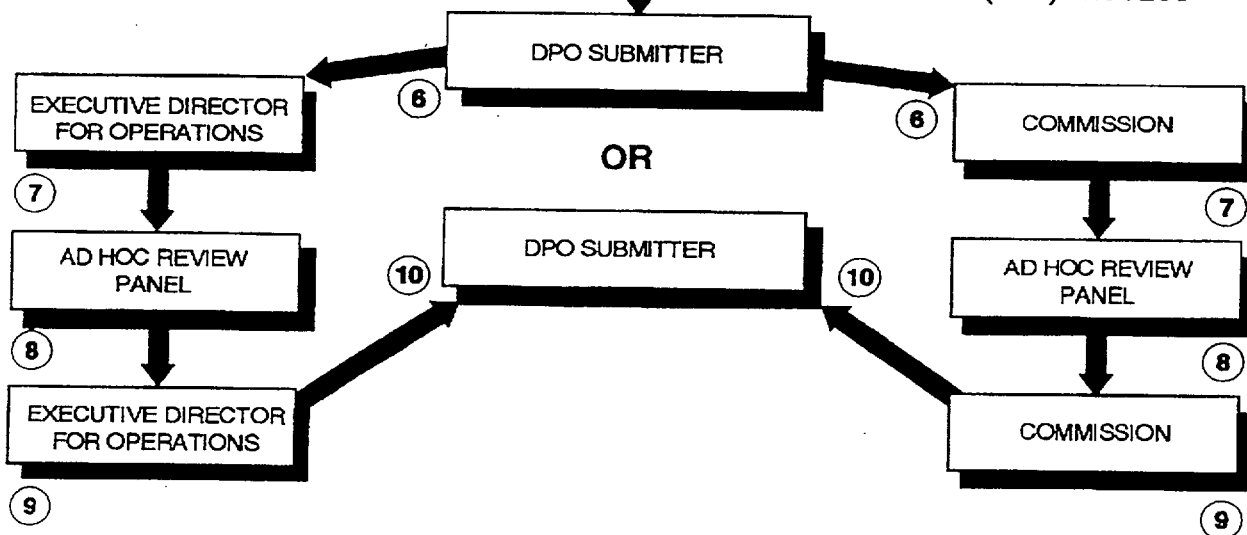 DPO SUBMITTER
EXECUTIVE DIRECTOR
FOR OPERATIONS
6
6
COMMISSION
OR
7
7
AD HOC REVIEW
PANEL
DPO SUBMITTER
10
10
AD HOC REVIEW
PANEL
8
8
EXECUTIVE DIRECTOR
FOR OPERATIONS
COMMISSION
9
9